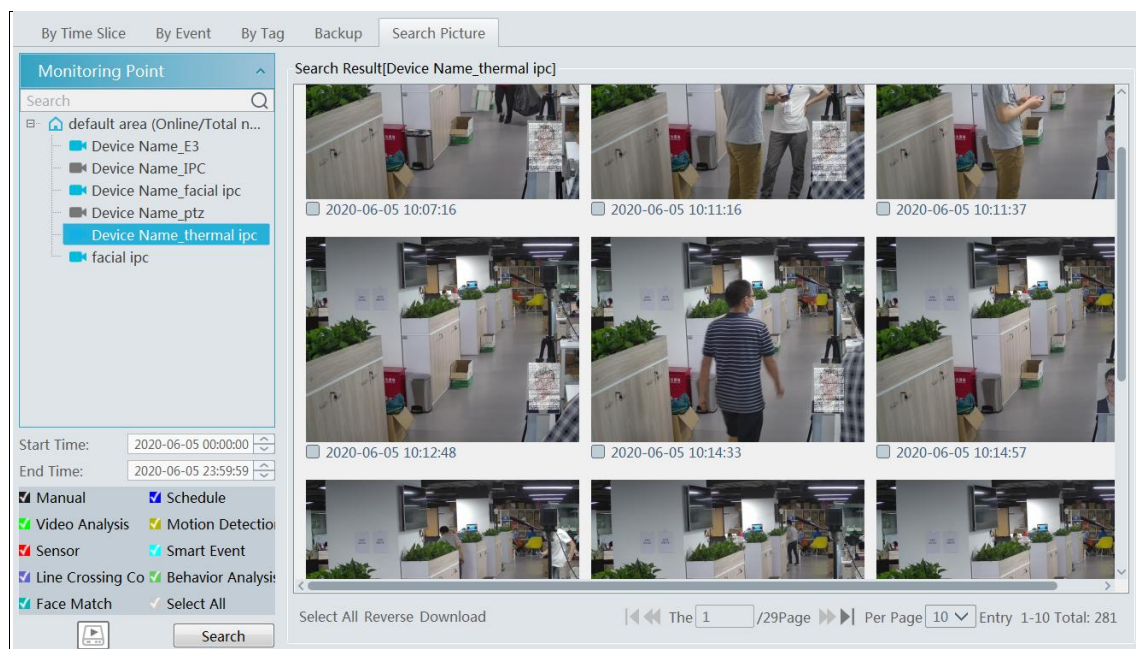 By Time Slice By Event By Tag Backup Search Picture
Monitoring Point
Search
default area (Online/Total n...
Device Name_E3
Device Name_IPC
Device Name_facial ipc
Device Name_ptz
Device Name_thermal ipc
facial ipc
Start Time: 2020-06-05 00:00:00
End Time: 2020-06-05 23:59:59
Manual Schedule
Video Analysis Motion Detection
Sensor Smart Event
Line Crossing Co Behavior Analysis
Face Match Select All
Search
Search Result[Device Name_thermal ipc]
2020-06-05 10:07:16 2020-06-05 10:11:16 2020-06-05 10:11:37
2020-06-05 10:12:48 2020-06-05 10:14:33 2020-06-05 10:14:57
Select All Reverse Download The 1 /29Page Per Page 10 Entry 1-10 Total: 281